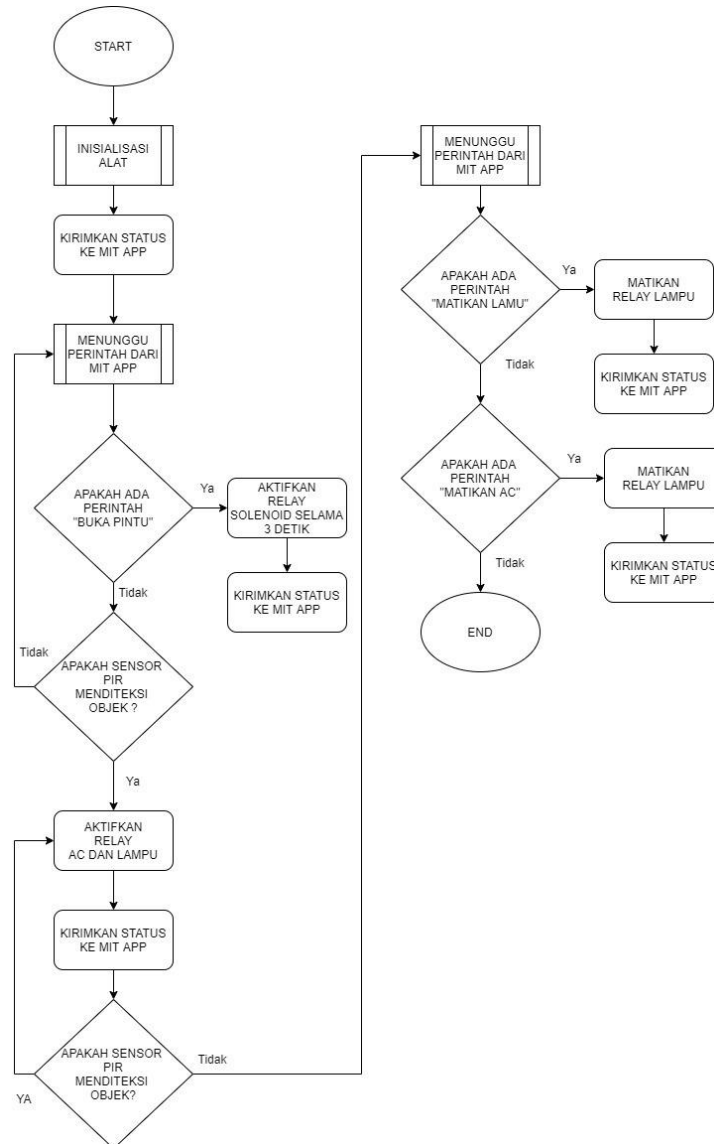 START
INISIALISASI
ALAT
KIRIMKAN STATUS
KE MIT APP
MENUNGGU
PERINTAH DARI
MIT APP
APAKAH ADA
PERINTAH
"BUKA PINTU"
Ya
AKTIFKAN
RELAY
SOLENOID SELAMA
3 DETIK
KIRIMKAN STATUS
KE MIT APP
Tidak
APAKAH SENSOR
PIR
MENDITEKSI
OBJEK ?
Tidak
Ya
AKTIFKAN
RELAY
AC DAN LAMPU
KIRIMKAN STATUS
KE MIT APP
APAKAH SENSOR
PIR
MENDITEKSI
OBJEK?
YA
Tidak
MENUNGGU
PERINTAH DARI
MIT APP
APAKAH ADA
PERINTAH
"MATIKAN LAMU"
Ya
MATIKAN
RELAY LAMPU
KIRIMKAN STATUS
KE MIT APP
Tidak
APAKAH ADA
PERINTAH
"MATIKAN AC"
Ya
MATIKAN
RELAY LAMPU
KIRIMKAN STATUS
KE MIT APP
Tidak
END